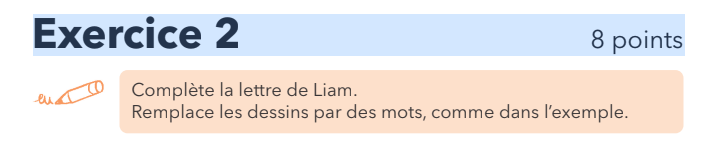 Exercice 2 8 points
Complète la lettre de Liam.
Remplace les dessins par des mots, comme dans l'exemple.